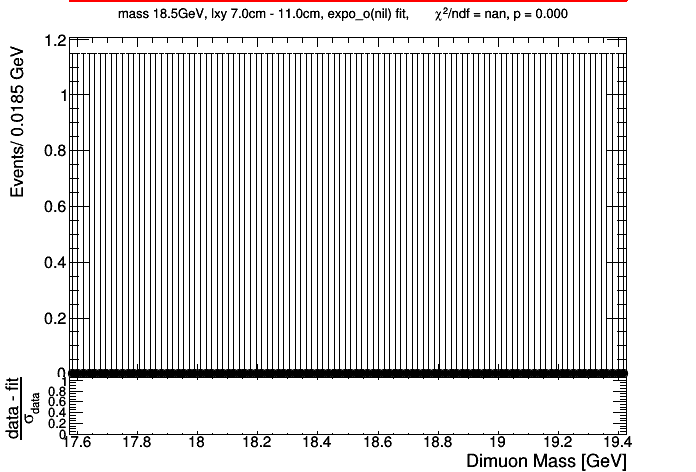 mass 18.5GeV, lxy 7.0cm - 11.0cm, expo_o(nil) fit, χ²/ndf = nan, p = 0.000
Events/ 0.0185 GeV
1.2
1
0.8
0.6
0.4
0.2
0
data - fit
σdata
1
0.8
0.6
0.4
0.2
0
17.6 17.8 18 18.2 18.4 18.6 18.8 19 19.2 19.4
Dimuon Mass [GeV]